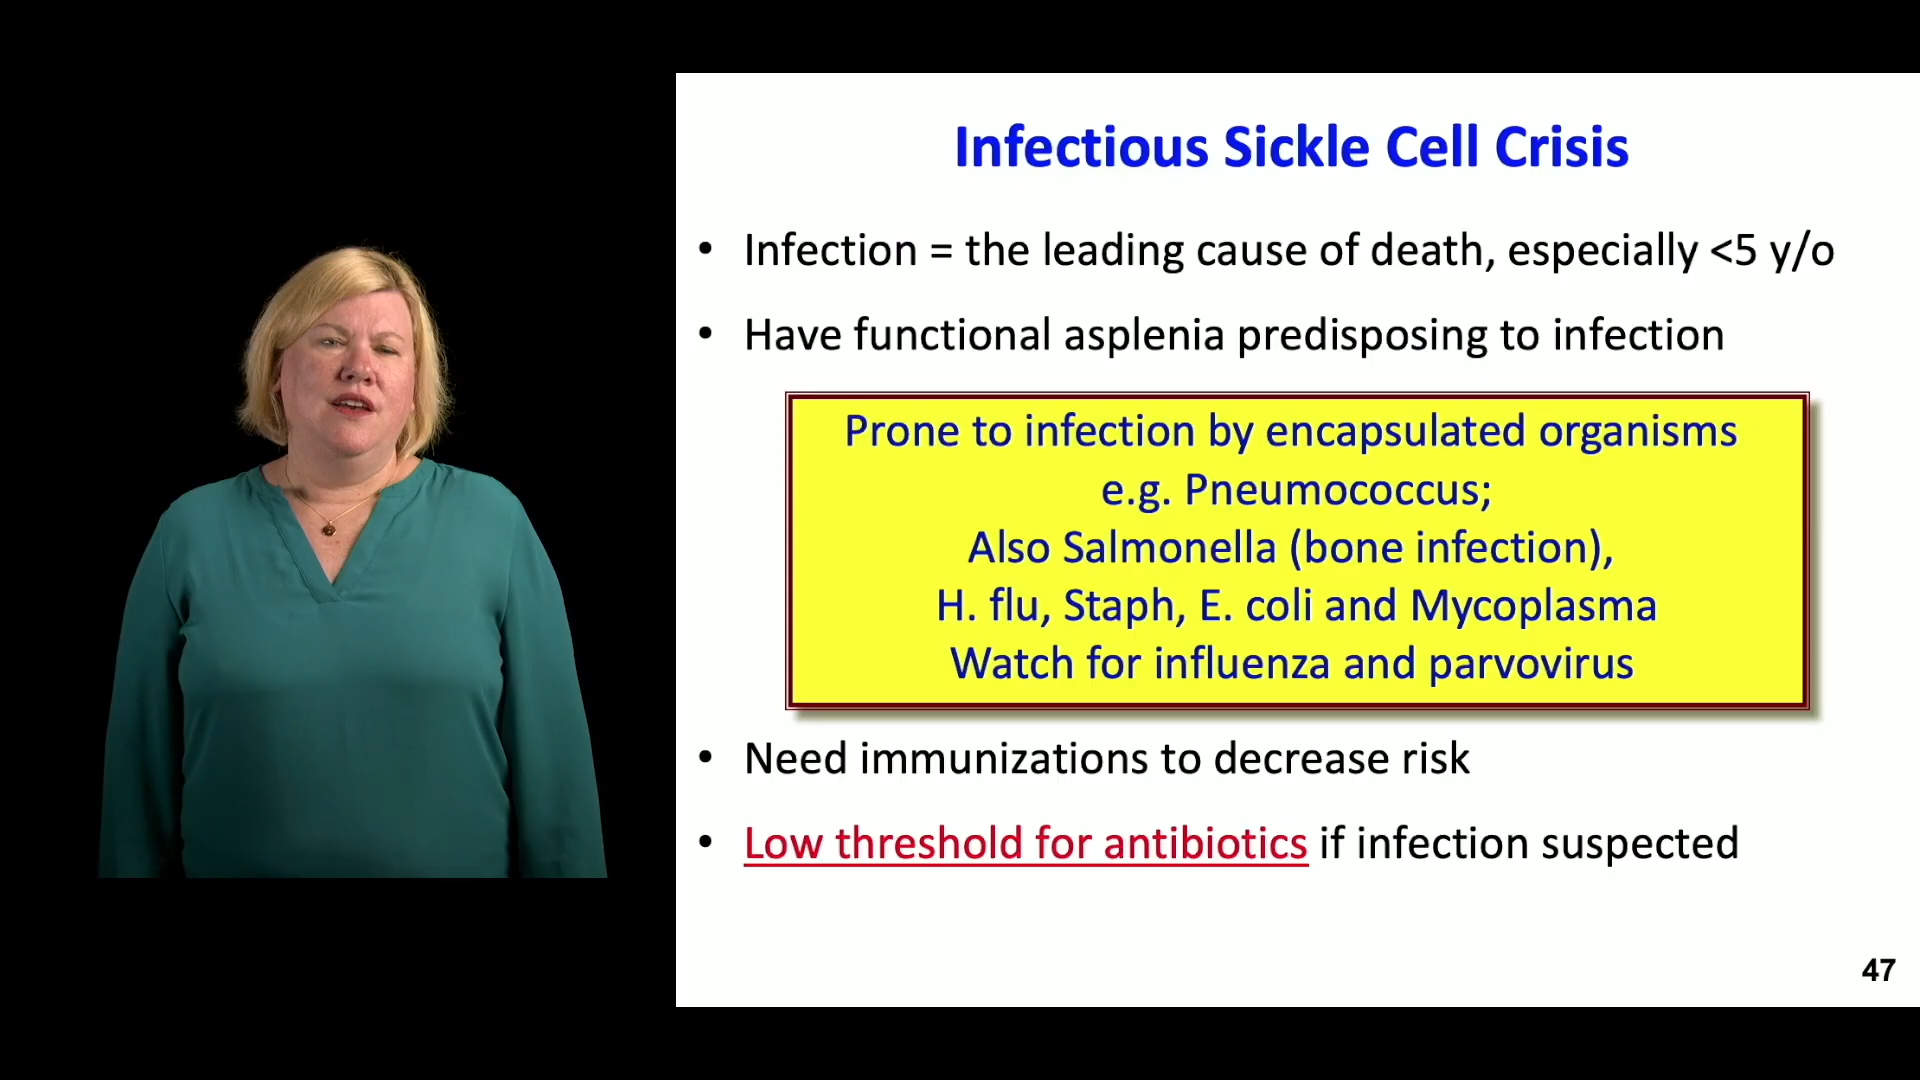 Infectious Sickle Cell Crisis
• Infection = the leading cause of death, especially <5 y/o
• Have functional asplenia predisposing to infection
Prone to infection by encapsulated organisms
e.g. Pneumococcus;
Also Salmonella (bone infection),
H. flu, Staph, E. coli and Mycoplasma
Watch for influenza and parvovirus
• Need immunizations to decrease risk
• Low threshold for antibiotics if infection suspected
47